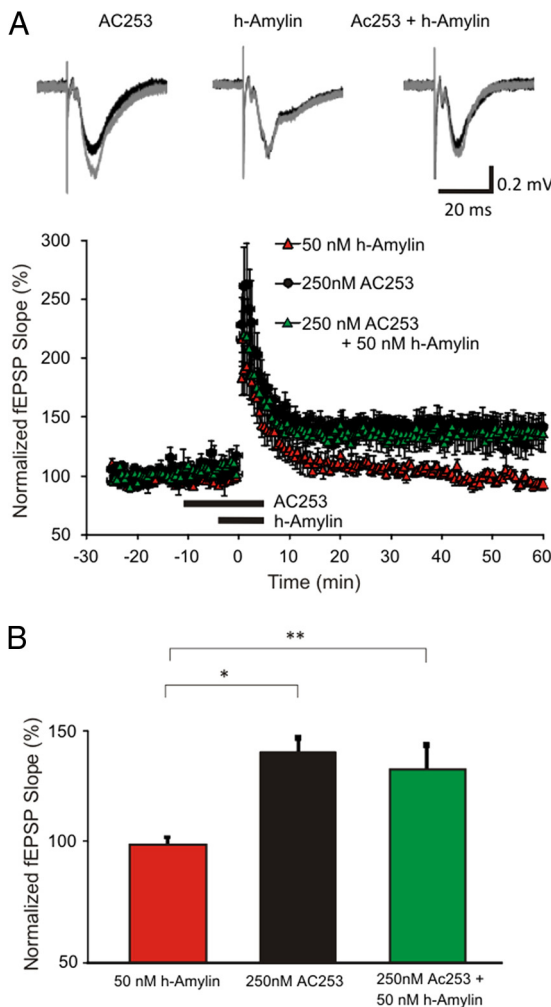 A
AC253
h-Amylin
Ac253 + h-Amylin
0.2 mV
20 ms
Normalized fEPSP Slope (%)
300
250
200
150
100
50
50 nM h-Amylin
250nM AC253
250 nM AC253
+ 50 nM h-Amylin
AC253
h-Amylin
-30
-20
-10
0
10
20
30
40
50
60
Time (min)
B
**
*
Normalized fEPSP Slope (%)
150
100
50
50 nM h-Amylin
250nM AC253
250nM Ac253 +
50 nM h-Amylin